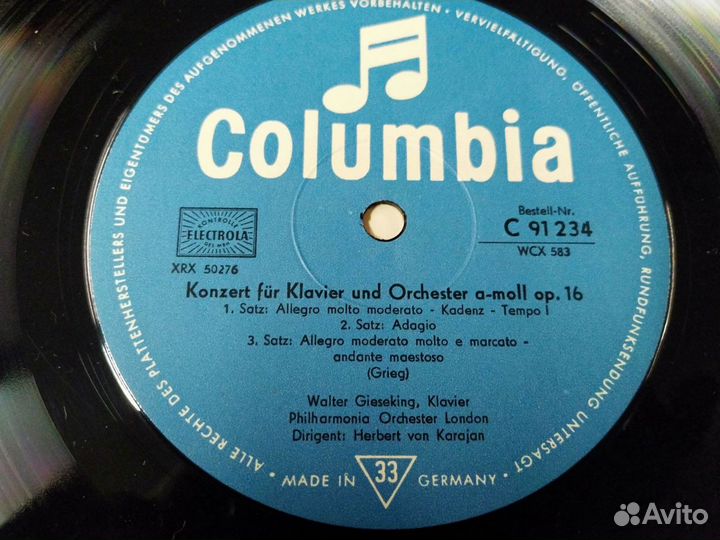 ALLE RECHTE DES PLATTENHERSTELLERS UND EIGENTÜMERS DES AUFGENOMMENEN WERKES VORBEHALTEN · VERVIELFÄLTIGUNG, ÖFFENTLICHE AUFFÜHRUNG, RUNDFUNKSENDUNG UNTERSAGT ·
Columbia
KONTROLLE
ELECTROLA
GES·MBH
XRX 50276
Bestell-Nr.
C 91 234
WCX 583
Konzert für Klavier und Orchester a-moll op. 16
1. Satz: Allegro molto moderato - Kadenz - Tempo I
2. Satz: Adagio
3. Satz: Allegro moderato molto e marcato -
andante maestoso
(Grieg)
Walter Gieseking, Klavier
Philharmonia Orchester London
Dirigent: Herbert von Karajan
MADE IN 33 GERMANY
Avito